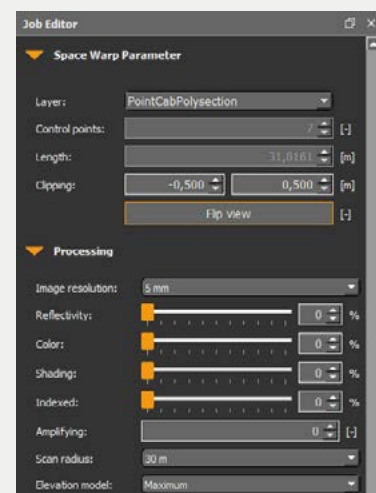 Job Editor
Space Warp Parameter
Layer: PointCabPolysection
Control points: 7 [-]
Length: 31,0161 [m]
Clipping: -0,500 0,500 [m]
Flip view [-]
Processing
Image resolution: 5 mm
Reflectivity: 0 %
Color: 0 %
Shading: 0 %
Indexed: 0 %
Amplifying: 0 [-]
Scan radius: 30 m
Elevation model: Maximum